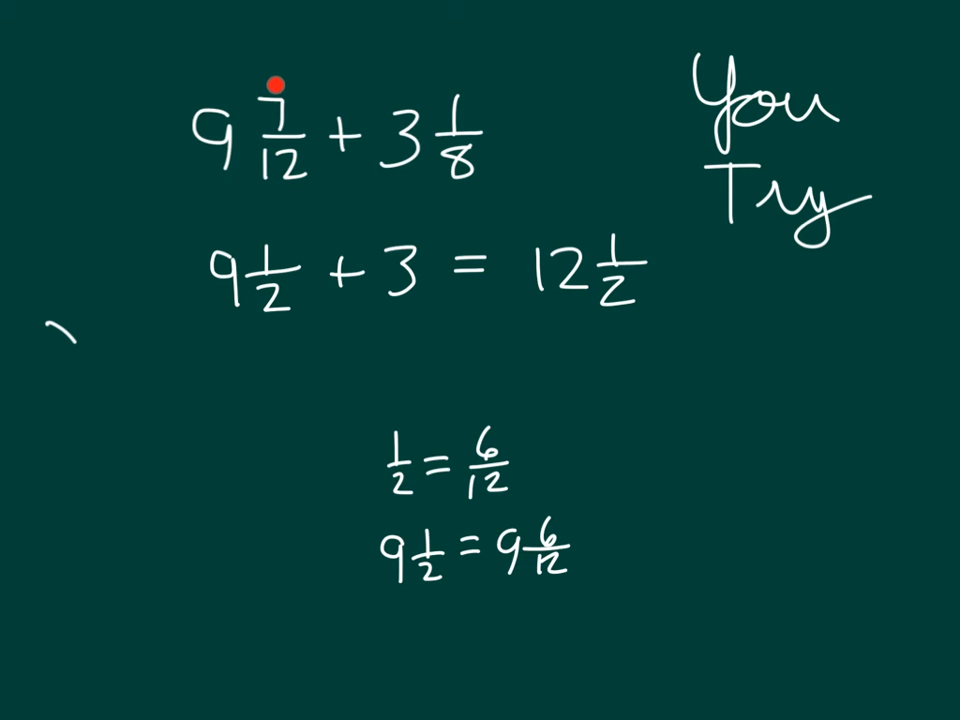 9 7/12 + 3 1/8
9 1/2 + 3 = 12 1/2
1/2 = 6/12
9 1/2 = 9 6/12
You
Try